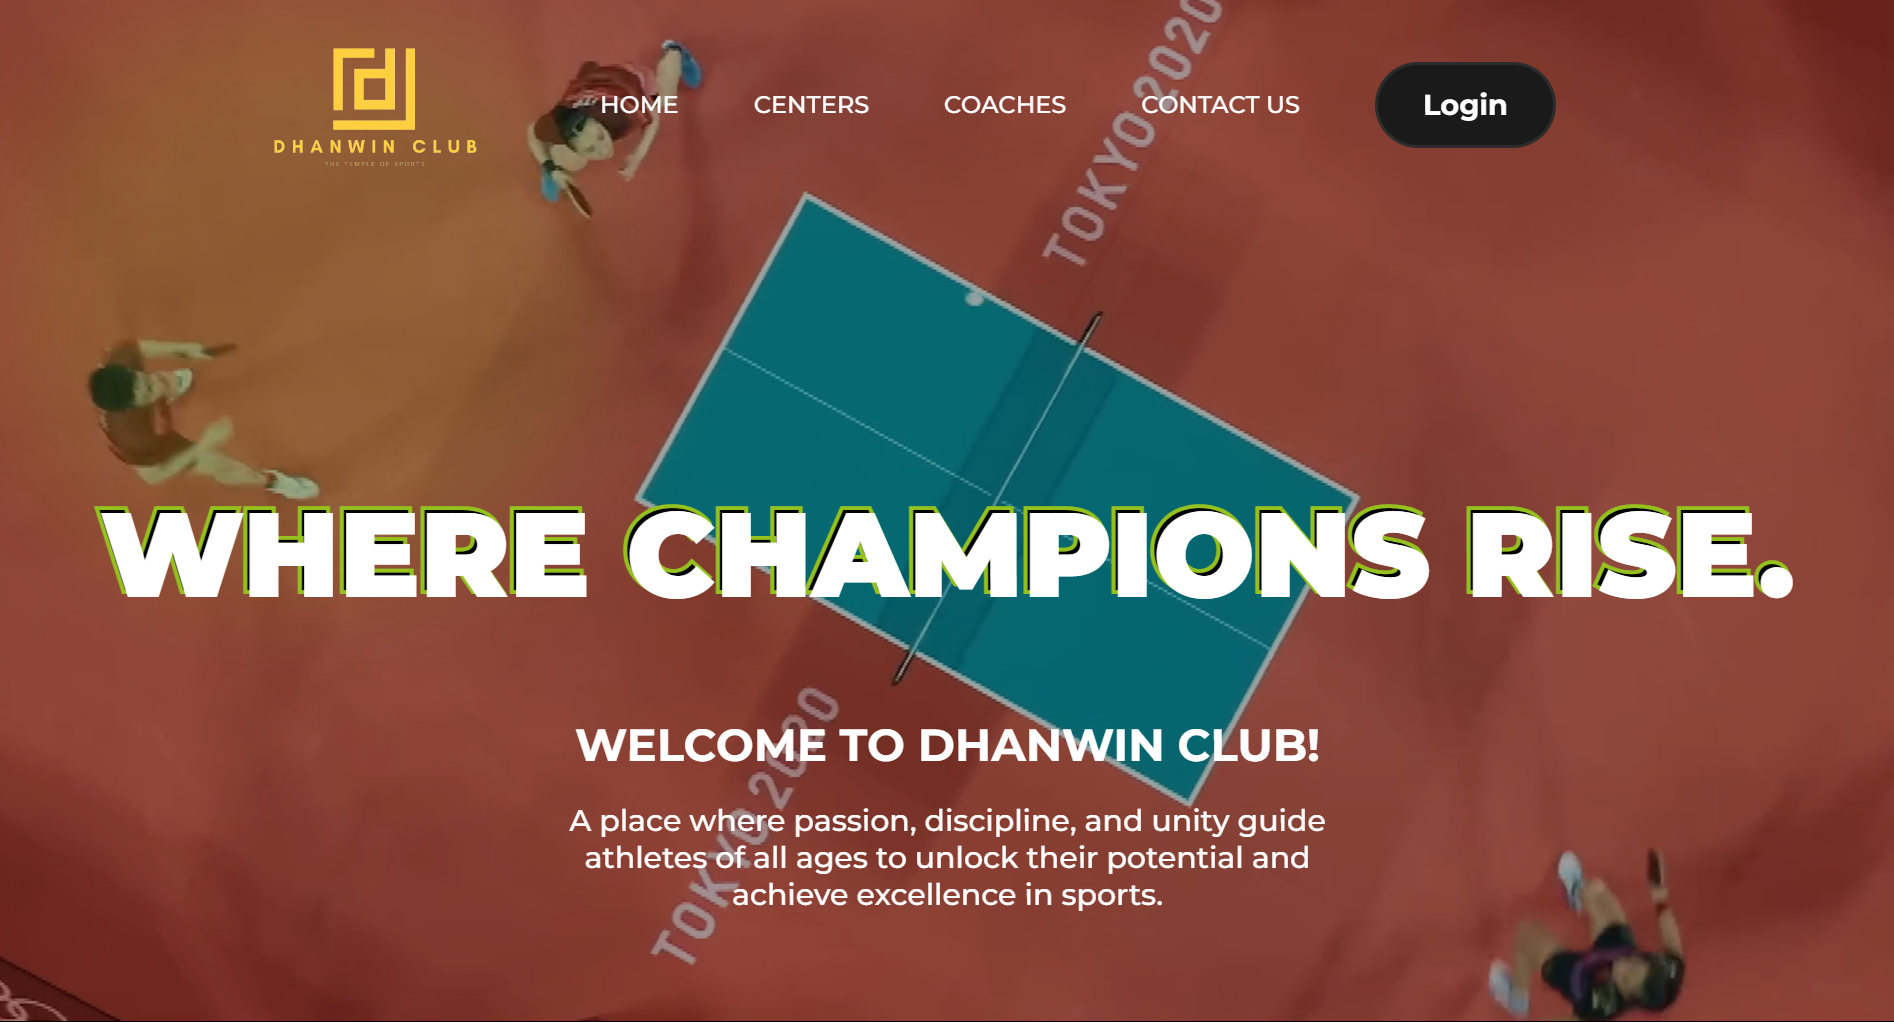 DHANWIN CLUB
THE TEMPLE OF SPORTS
HOME
CENTERS
COACHES
CONTACT US
Login
TOKYO 2020
WHERE CHAMPIONS RISE.
WELCOME TO DHANWIN CLUB!
A place where passion, discipline, and unity guide
athletes of all ages to unlock their potential and
achieve excellence in sports.
TOKYO 2020